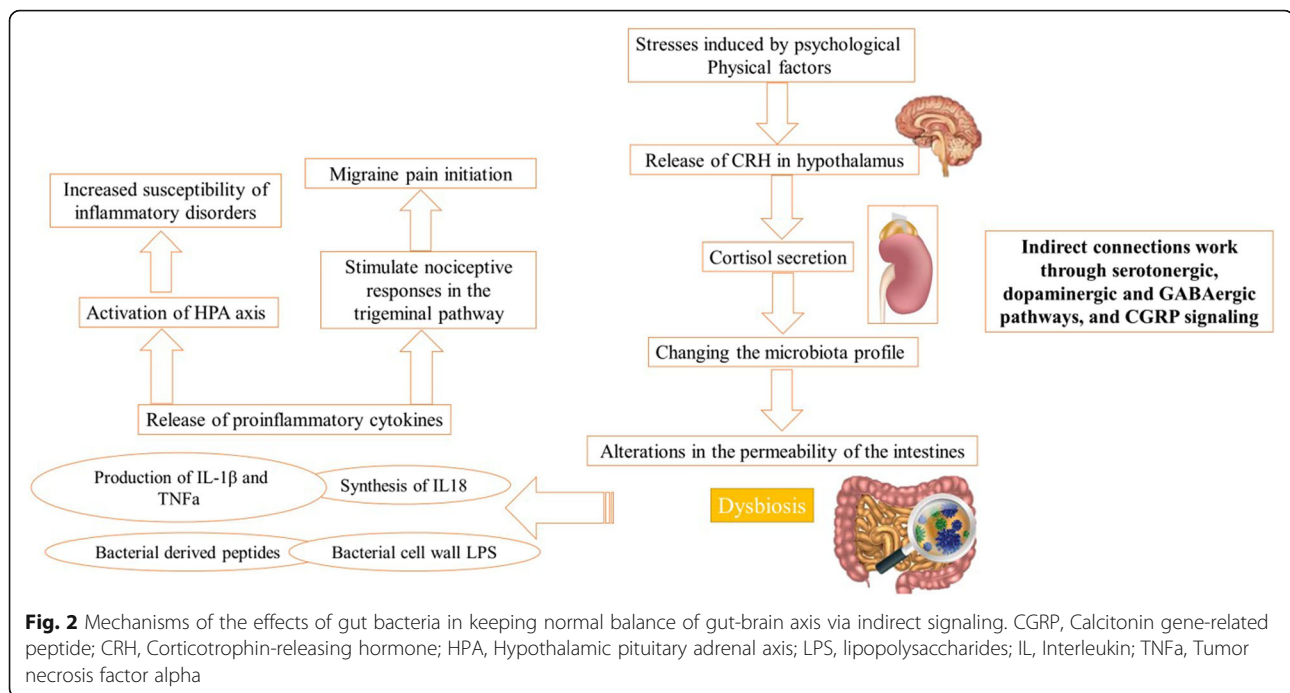 Stresses induced by psychological
Physical factors
Release of CRH in hypothalamus
Cortisol secretion
Changing the microbiota profile
Alterations in the permeability of the intestines
Dysbiosis
Indirect connections work
through serotonergic,
dopaminergic and GABAergic
pathways, and CGRP signaling
Migraine pain initiation
Increased susceptibility of
inflammatory disorders
Stimulate nociceptive
responses in the
trigeminal pathway
Activation of HPA axis
Release of proinflammatory cytokines
Production of IL-1β and
TNFa
Synthesis of IL18
Bacterial derived peptides
Bacterial cell wall LPS
Fig. 2 Mechanisms of the effects of gut bacteria in keeping normal balance of gut-brain axis via indirect signaling. CGRP, Calcitonin gene-related
peptide; CRH, Corticotrophin-releasing hormone; HPA, Hypothalamic pituitary adrenal axis; LPS, lipopolysaccharides; IL, Interleukin; TNFa, Tumor
necrosis factor alpha